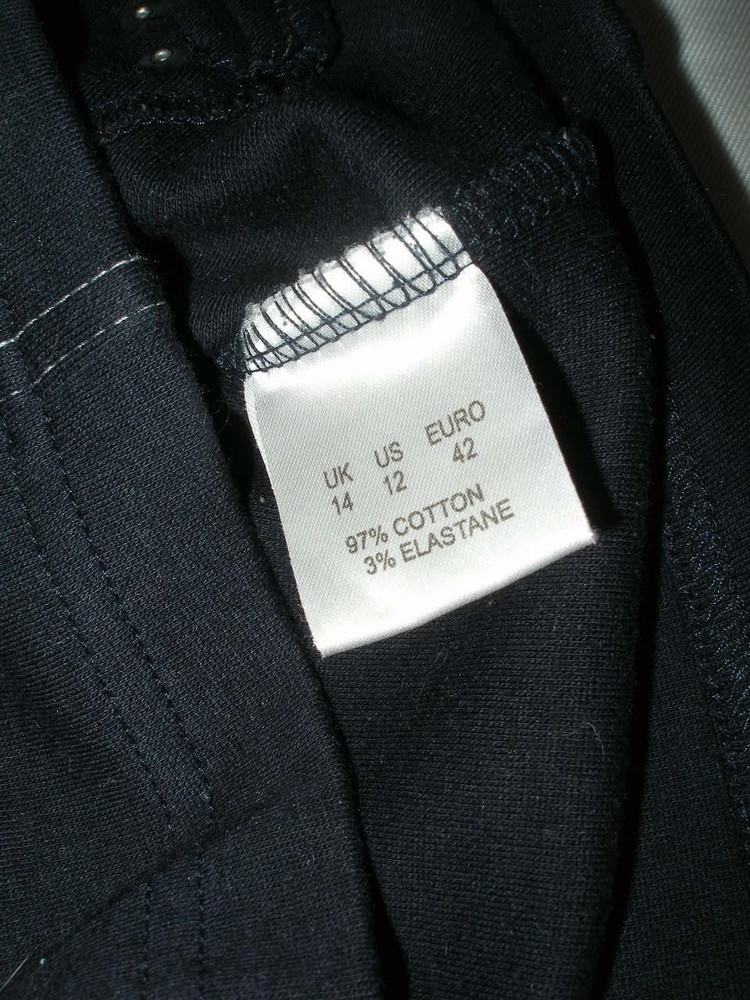 UK US EURO
14 12 42
97% COTTON
3% ELASTANE